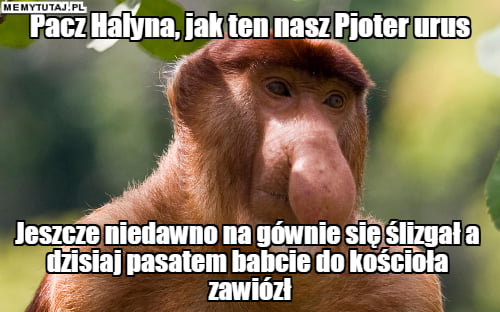 MEMYTUTAJ.PL
Pacz Halyna, jak ten nasz Pjoter urus
Jeszcze niedawno na gównie się ślizgał a
dzisiaj pasatem babcie do kościoła
zawiózł